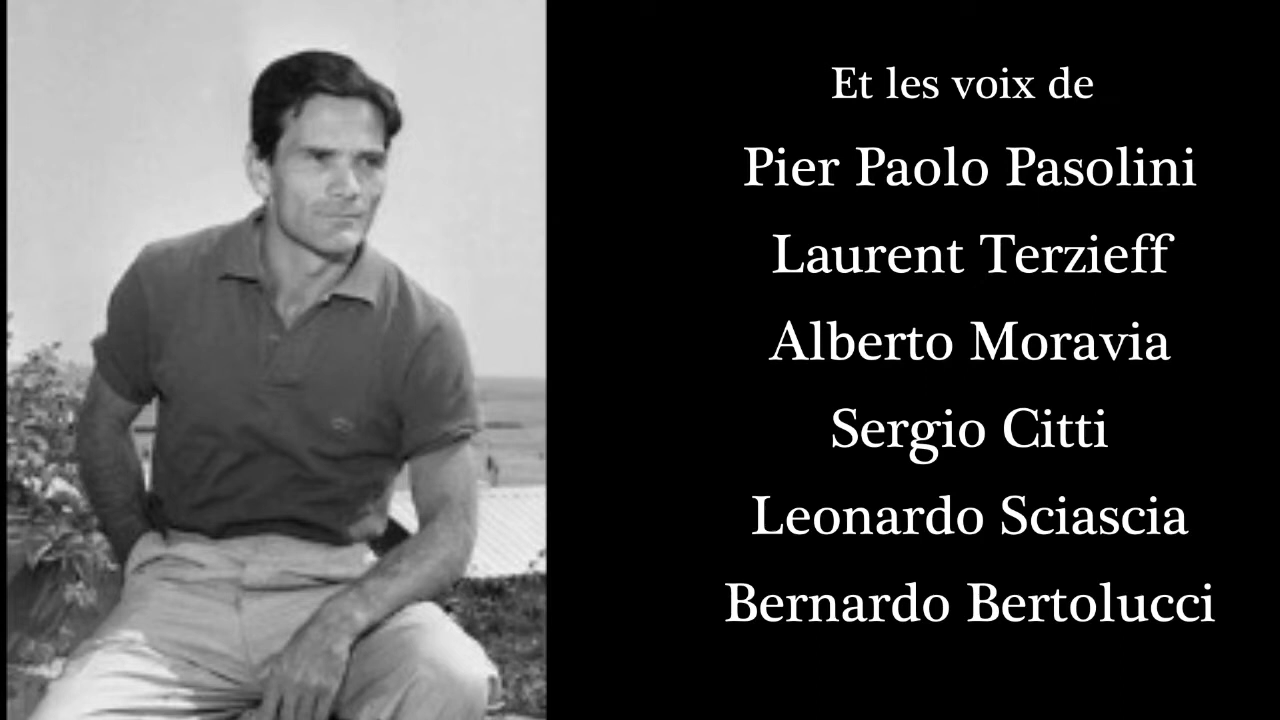 Et les voix de
Pier Paolo Pasolini
Laurent Terzieff
Alberto Moravia
Sergio Citti
Leonardo Sciascia
Bernardo Bertolucci